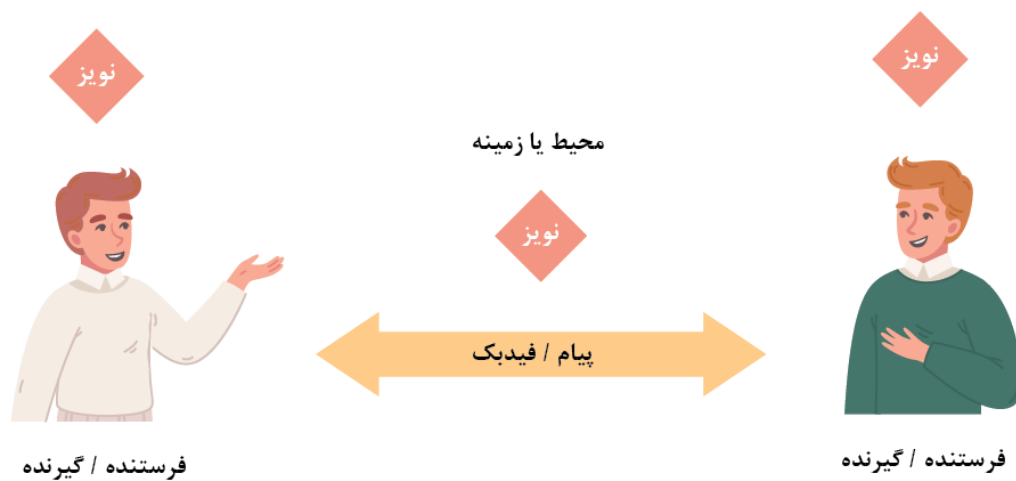 نویز
نویز
محیط یا زمینه
نویز
پیام / فیدبک
فرستنده / گیرنده
فرستنده / گیرنده